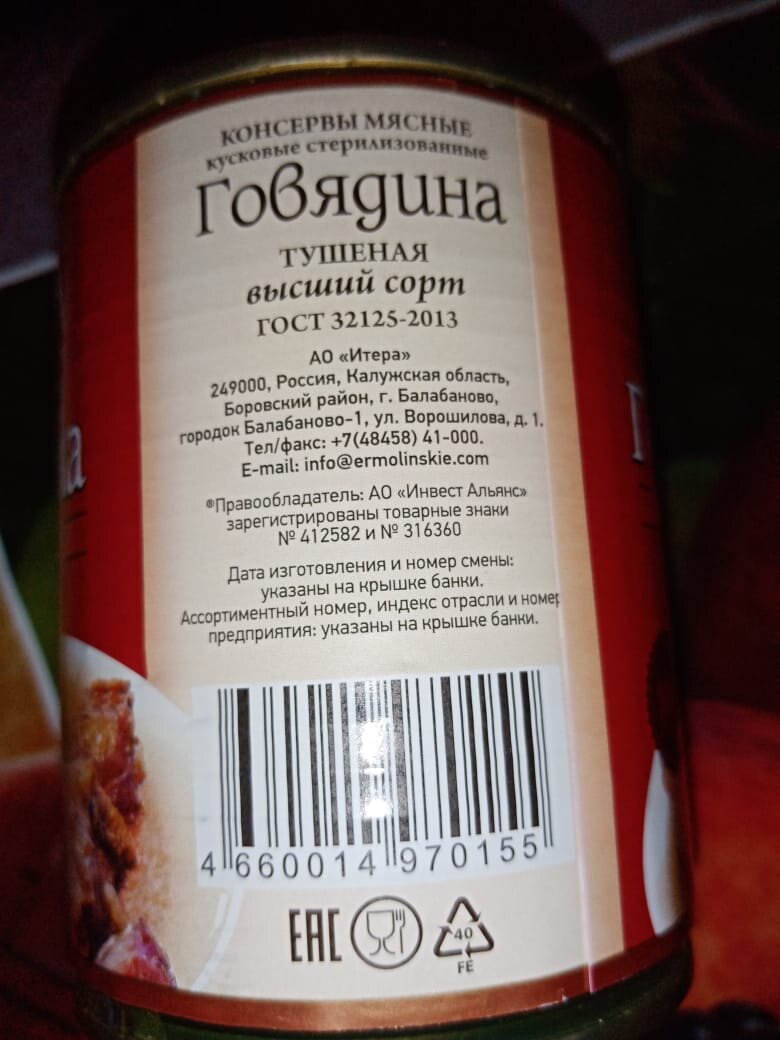 КОНСЕРВЫ МЯСНЫЕ
кусковые стерилизованные
Говядина
ТУШЕНАЯ
высший сорт
ГОСТ 32125-2013
АО «Итера»
249000, Россия, Калужская область,
Боровский район, г. Балабаново,
городок Балабаново-1, ул. Ворошилова, д. 1.
Тел/факс: +7(48458) 41-000.
E-mail: info@ermolinskie.com
®Правообладатель: АО «Инвест Альянс»
зарегистрированы товарные знаки
№ 412582 и № 316360
Дата изготовления и номер смены:
указаны на крышке банки.
Ассортиментный номер, индекс отрасли и номер
предприятия: указаны на крышке банки.
4 660014 970155
EAC
40
FE